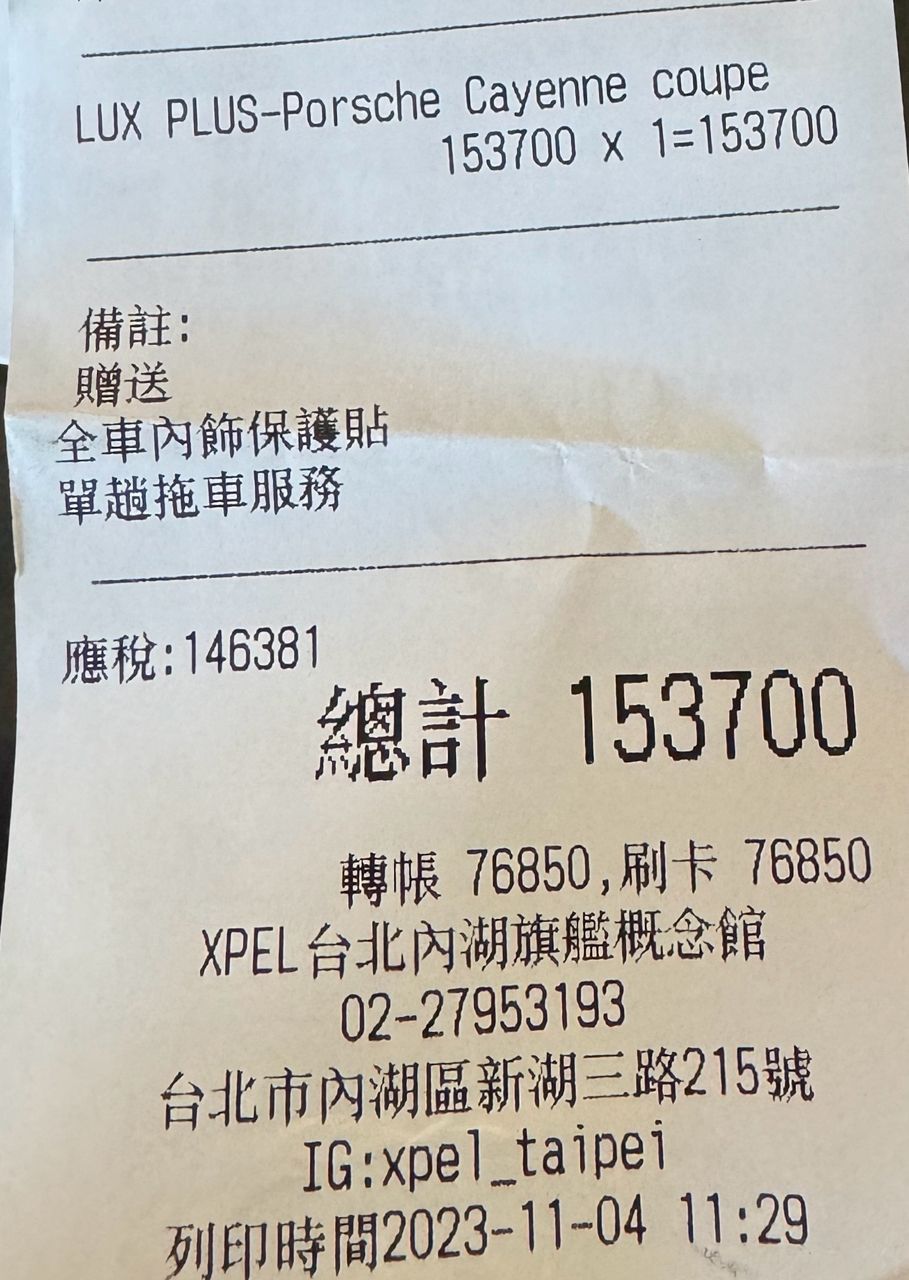 LUX PLUS-Porsche Cayenne coupe
153700 x 1=153700
備註:
贈送
全車內飾保護貼
單趟拖車服務
應稅:146381
總計 153700
轉帳 76850,刷卡 76850
XPEL台北內湖旗艦概念館
02-27953193
台北市內湖區新湖三路215號
IG:xpel_taipei
列印時間2023-11-04 11:29